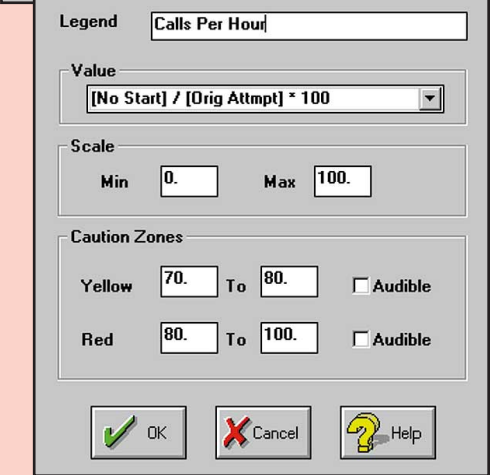 Legend Calls Per Hour
Value
[No Start] / [Orig Attmpt] * 100
Scale
Min 0. Max 100.
Caution Zones
Yellow 70. To 80. Audible
Red 80. To 100. Audible
OK Cancel Help